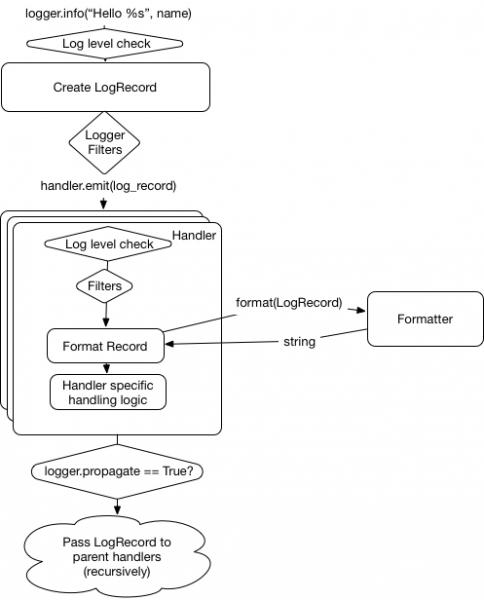 logger.info(“Hello %s”, name)
Log level check
Create LogRecord
Logger
Filters
handler.emit(log_record)
Handler
Log level check
Filters
format(LogRecord)
Formatter
Format Record
string
Handler specific
handling logic
logger.propagate == True?
Pass LogRecord to
parent handlers
(recursively)